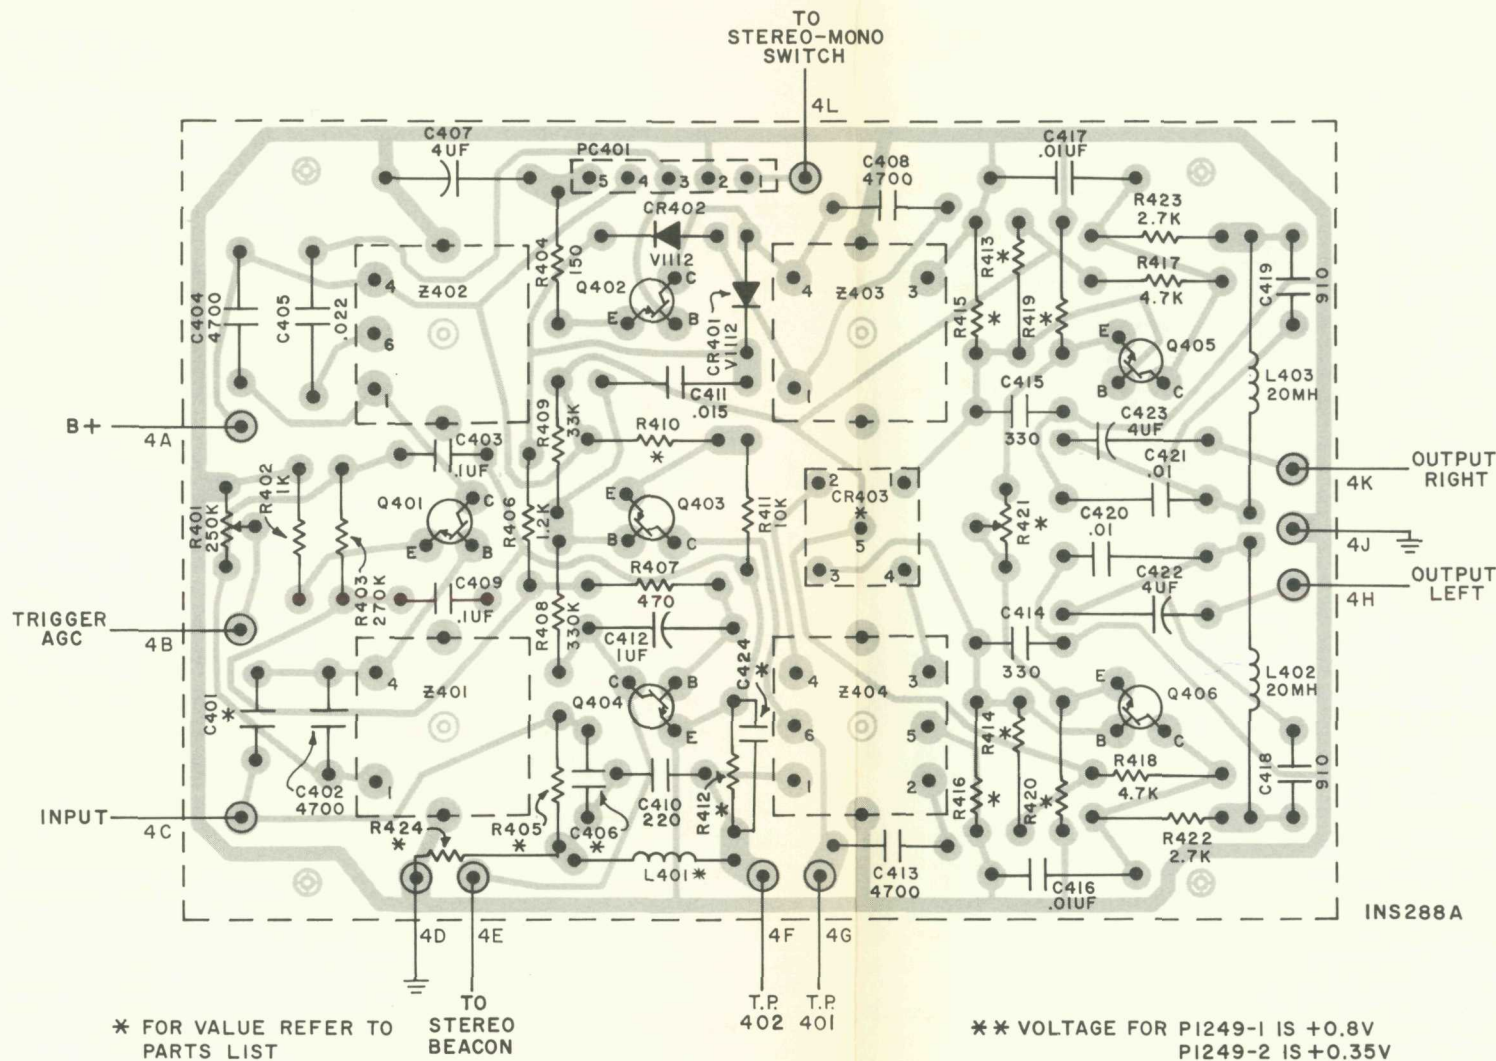 TO
STEREO-MONO
SWITCH
4L
C407
4UF
PC401
5 4 3 2 1
C408
4700
C417
.01UF
R423
2.7K
CR402
V1112
R404
150
C404
4700
C405
.022
4
Z402
6
1
Q402
C
E
B
CR401
V1112
4
Z403
3
1
R413
*
R415
*
R419
*
R417
4.7K
C419
910
E
Q405
B
C
L403
20MH
B+
4A
C403
.1UF
R409
33K
C411
.015
R410
*
C415
330
C423
4UF
C421
.01
4K
OUTPUT
RIGHT
R401
250K
R402
1K
R403
270K
Q401
C
E
B
R406
1.2K
E
Q403
B
C
R411
10K
2
1
CR403
*
5
3
4
R421
*
C420
.01
4J
C409
.1UF
R408
330K
R407
470
C422
4UF
4H
OUTPUT
LEFT
TRIGGER
AGC
4B
C412
1UF
C424
*
C414
330
C401
*
C402
4700
4
Z401
1
C
B
Q404
E
4
Z404
3
6
5
1
2
R414
*
R416
*
R420
*
E
Q406
B
C
L402
20MH
R418
4.7K
C418
910
INPUT
4C
R424
*
R405
*
C406
*
C410
220
R412
*
L401*
C413
4700
C416
.01UF
R422
2.7K
INS288A
4D
4E
4F
4G
TO
STEREO
BEACON
T.P.
402
T.P.
401
* FOR VALUE REFER TO
PARTS LIST
** VOLTAGE FOR P1249-1 IS +0.8V
P1249-2 IS +0.35V